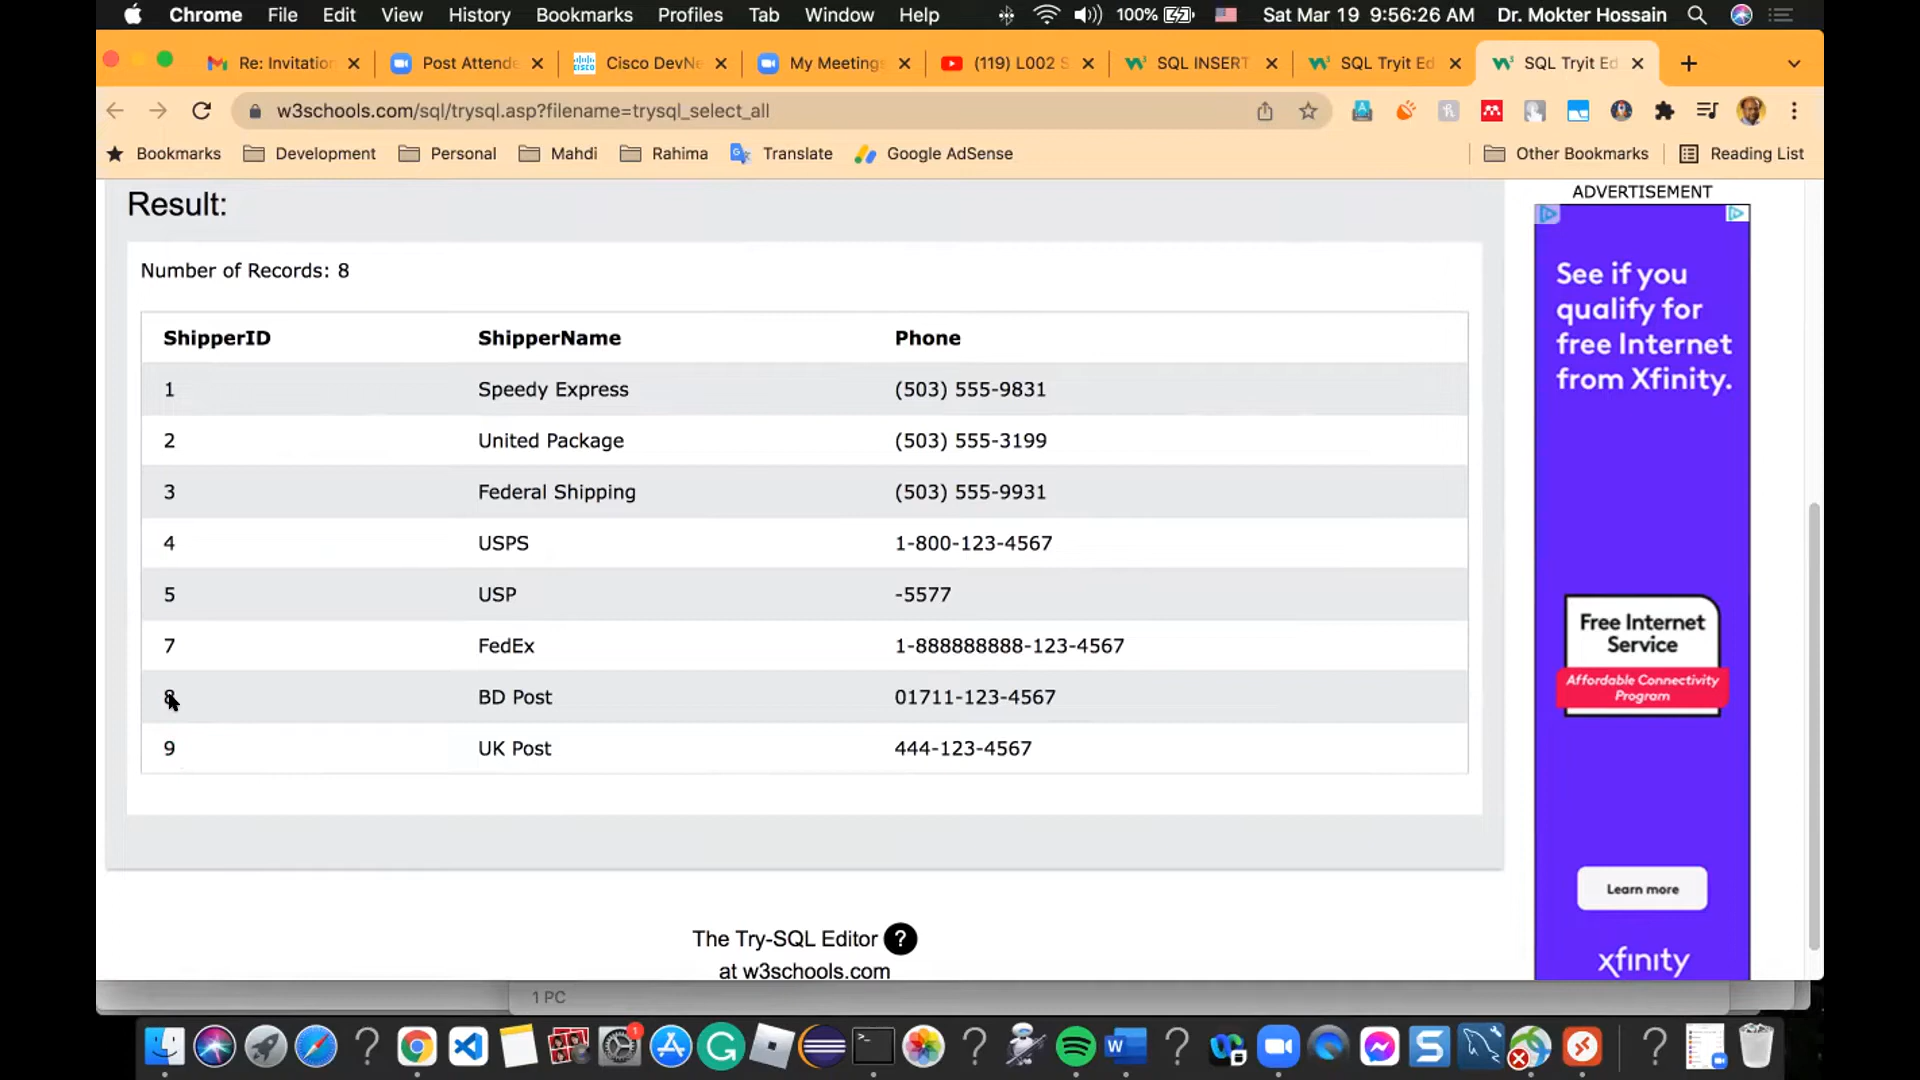 Chrome File Edit View History Bookmarks Profiles Tab Window Help 100% Sat Mar 19 9:56:26 AM Dr. Mokter Hossain
Re: Invitation Post Attende Cisco DevNe My Meetings (119) L002 S SQL INSERT SQL Tryit Ed SQL Tryit Ed
w3schools.com/sql/trysql.asp?filename=trysql_select_all
Bookmarks Development Personal Mahdi Rahima Translate Google AdSense Other Bookmarks Reading List
Result:
Number of Records: 8
ShipperID ShipperName Phone
1 Speedy Express (503) 555-9831
2 United Package (503) 555-3199
3 Federal Shipping (503) 555-9931
4 USPS 1-800-123-4567
5 USP -5577
7 FedEx 1-888888888-123-4567
8 BD Post 01711-123-4567
9 UK Post 444-123-4567
The Try-SQL Editor ?
at w3schools.com
ADVERTISEMENT
See if you
qualify for
free Internet
from Xfinity.
Free Internet
Service
Affordable Connectivity
Program
Learn more
xfinity
1 PC